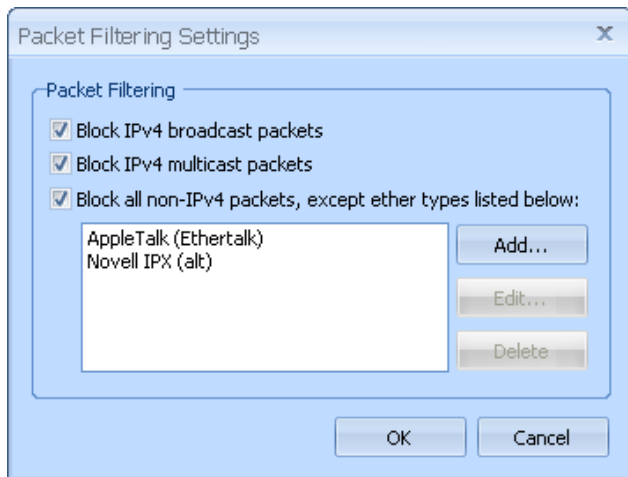 Packet Filtering Settings
Packet Filtering
Block IPv4 broadcast packets
Block IPv4 multicast packets
Block all non-IPv4 packets, except ether types listed below:
AppleTalk (Ethertalk)
Novell IPX (alt)
Add...
Edit...
Delete
OK
Cancel